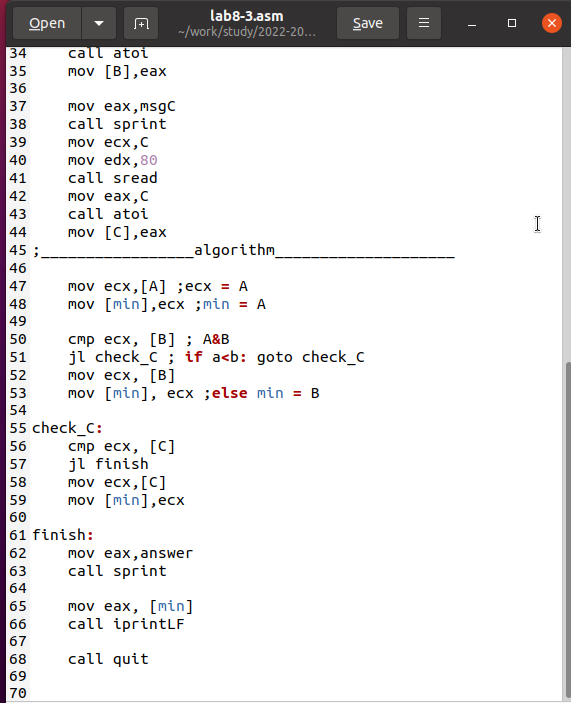 Open
lab8-3.asm
~/work/study/2022-20...
Save
34 call atoi
35 mov [B],eax
36
37 mov eax,msgC
38 call sprint
39 mov ecx,C
40 mov edx,80
41 call sread
42 mov eax,C
43 call atoi
44 mov [C],eax
45 ;_________________algorithm____________________
46
47 mov ecx,[A] ;ecx = A
48 mov [min],ecx ;min = A
49
50 cmp ecx, [B] ; A&B
51 jl check_C ; if a<b: goto check_C
52 mov ecx, [B]
53 mov [min], ecx ;else min = B
54
55 check_C:
56 cmp ecx, [C]
57 jl finish
58 mov ecx,[C]
59 mov [min],ecx
60
61 finish:
62 mov eax,answer
63 call sprint
64
65 mov eax, [min]
66 call iprintLF
67
68 call quit
69
70